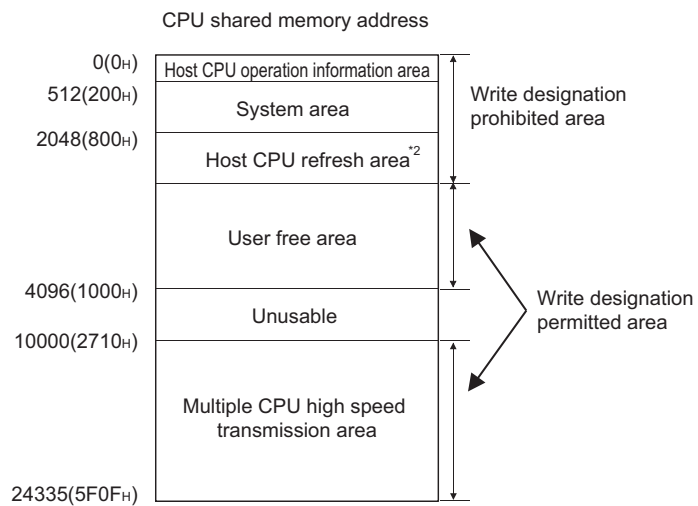 CPU shared memory address
0(0H)
Host CPU operation information area
512(200H)
System area
2048(800H)
Host CPU refresh area*2
Write designation
prohibited area
User free area
4096(1000H)
Unusable
10000(2710H)
Write designation
permitted area
Multiple CPU high speed
transmission area
24335(5F0FH)